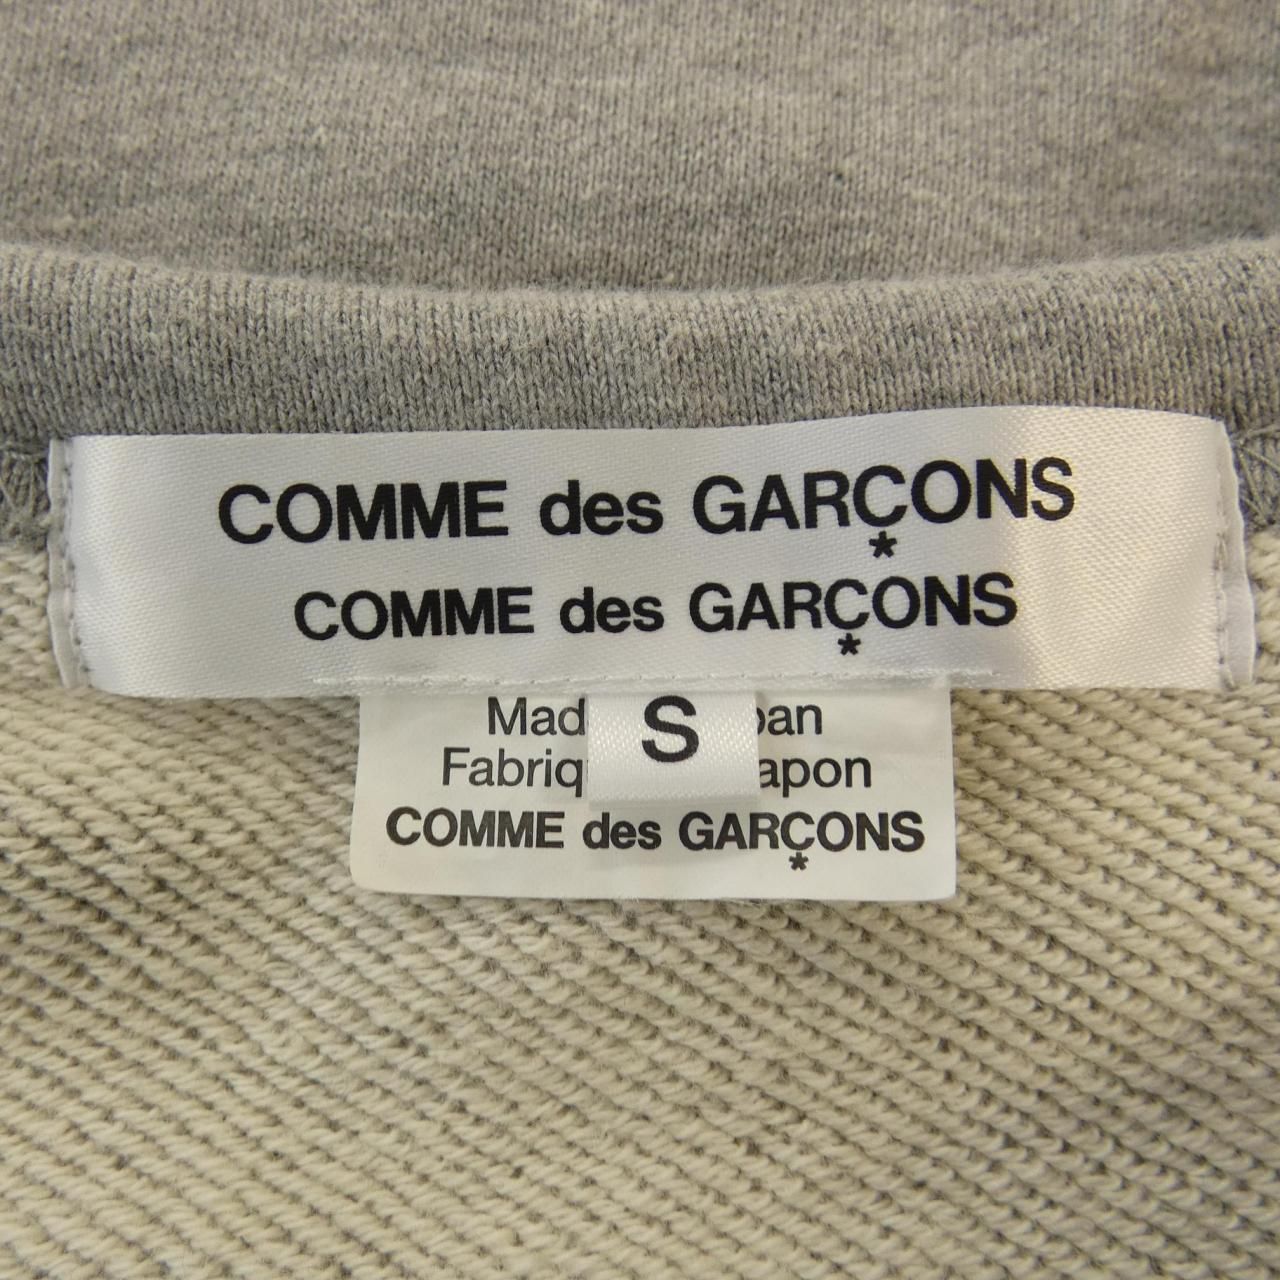 COMME des GARÇONS
*
COMME des GARÇONS
*
S
Mad pan
Fabriq apon
COMME des GARÇONS
*